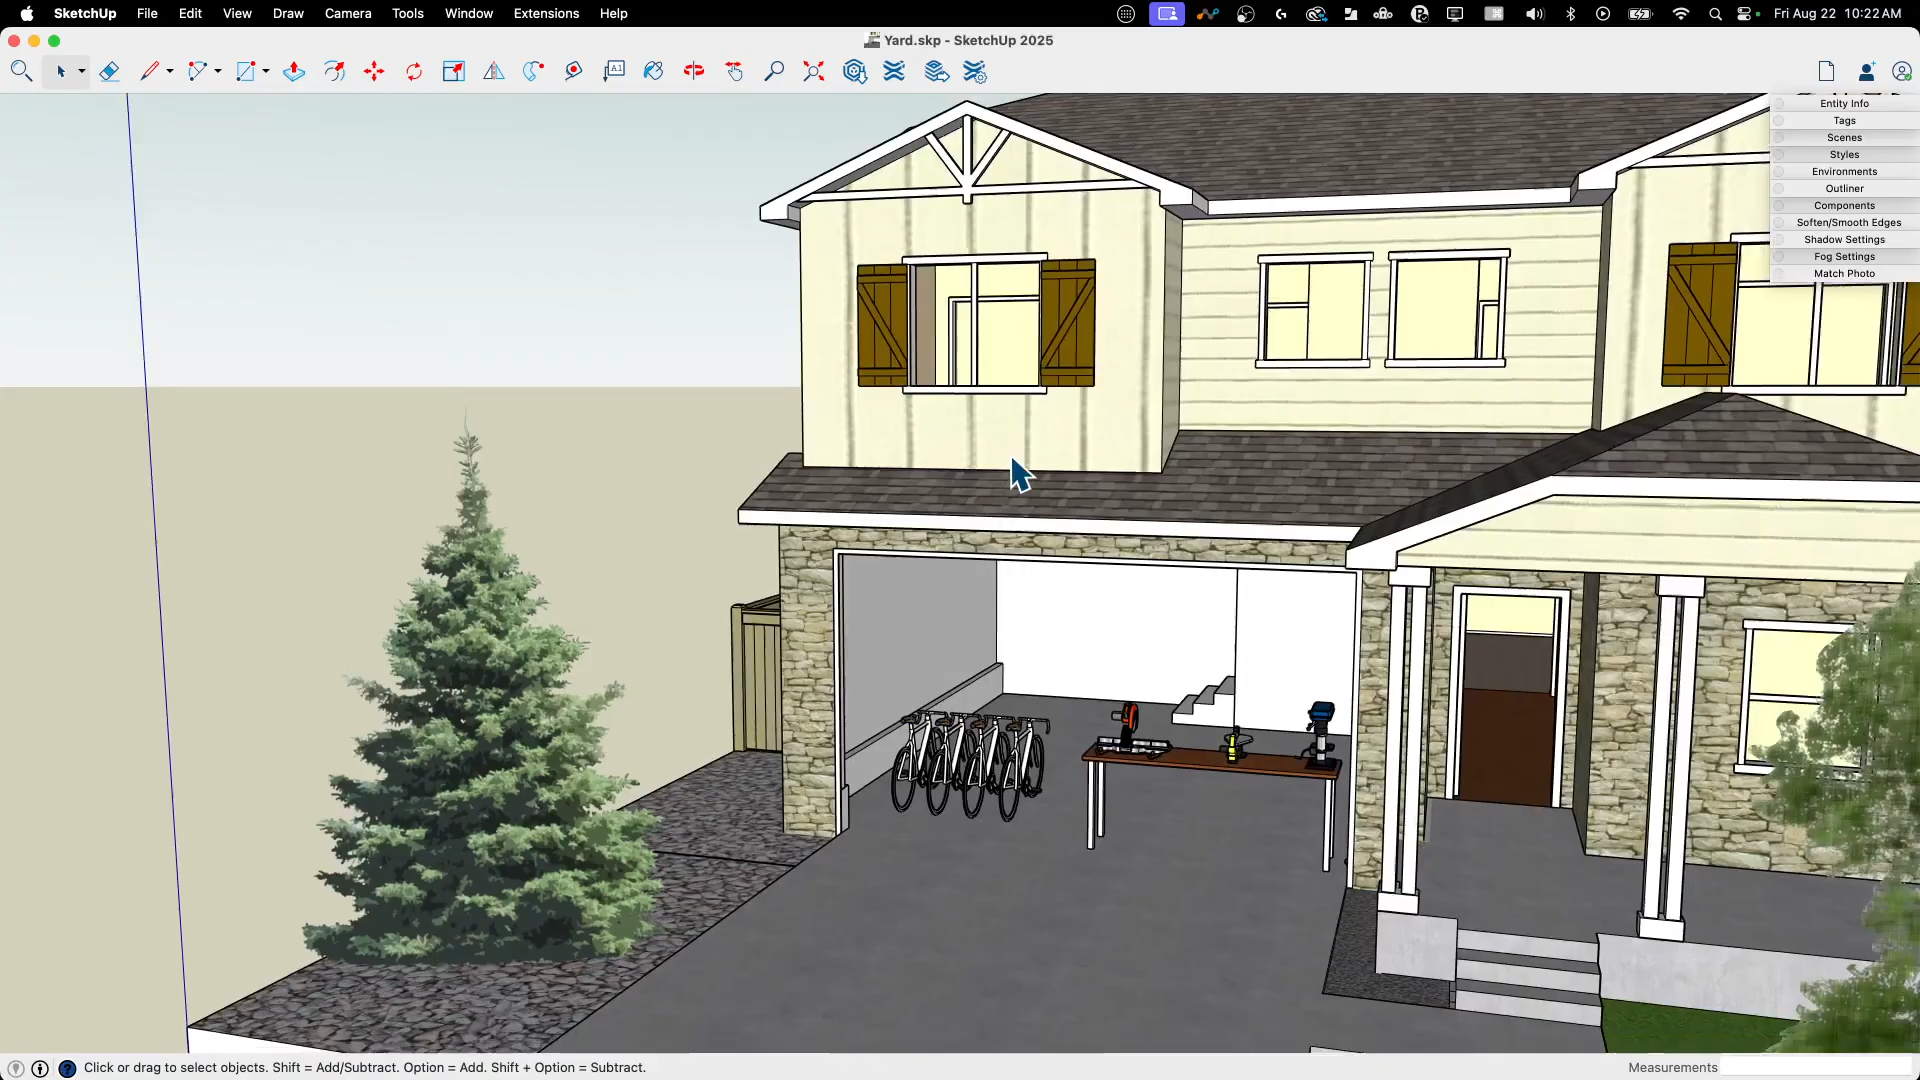 SketchUp File Edit View Draw Camera Tools Window Extensions Help Fri Aug 22 10:22 AM
Yard.skp - SketchUp 2025
A1
Entity Info
Tags
Scenes
Styles
Environments
Outliner
Components
Soften/Smooth Edges
Shadow Settings
Fog Settings
Match Photo
Click or drag to select objects. Shift = Add/Subtract. Option = Add. Shift + Option = Subtract. Measurements